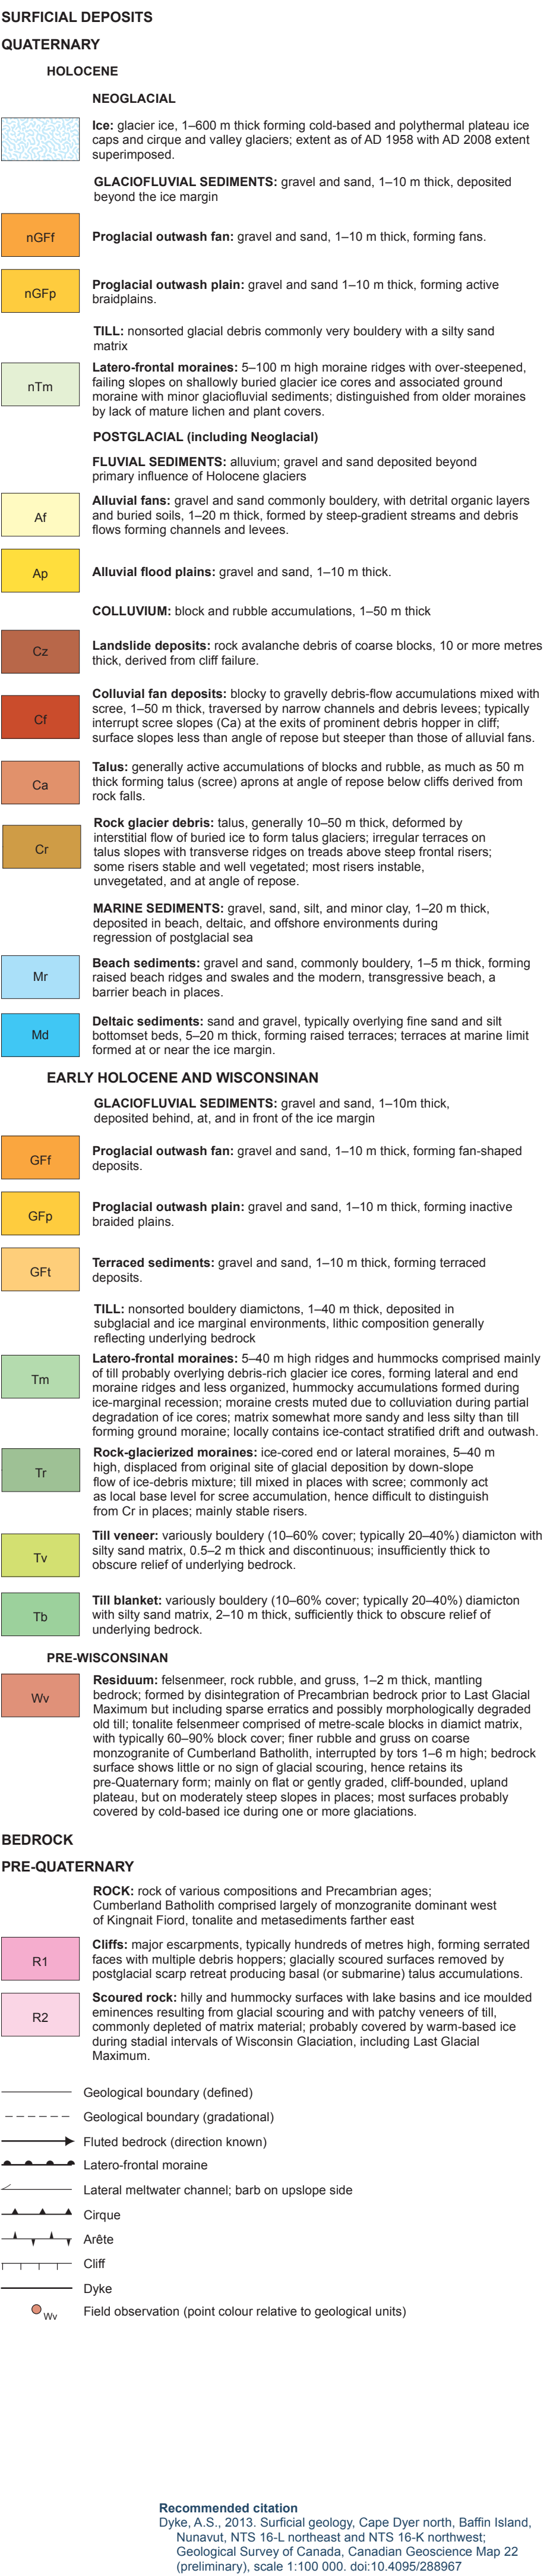 SURFICIAL DEPOSITS
QUATERNARY
HOLOCENE
NEOGLACIAL
Ice: glacier ice, 1–600 m thick forming cold-based and polythermal plateau ice
caps and cirque and valley glaciers; extent as of AD 1958 with AD 2008 extent
superimposed.
GLACIOFLUVIAL SEDIMENTS: gravel and sand, 1–10 m thick, deposited
beyond the ice margin
nGFf
Proglacial outwash fan: gravel and sand, 1–10 m thick, forming fans.
nGFp
Proglacial outwash plain: gravel and sand 1–10 m thick, forming active
braidplains.
TILL: nonsorted glacial debris commonly very bouldery with a silty sand
matrix
nTm
Latero-frontal moraines: 5–100 m high moraine ridges with over-steepened,
failing slopes on shallowly buried glacier ice cores and associated ground
moraine with minor glaciofluvial sediments; distinguished from older moraines
by lack of mature lichen and plant covers.
POSTGLACIAL (including Neoglacial)
FLUVIAL SEDIMENTS: alluvium; gravel and sand deposited beyond
primary influence of Holocene glaciers
Af
Alluvial fans: gravel and sand commonly bouldery, with detrital organic layers
and buried soils, 1–20 m thick, formed by steep-gradient streams and debris
flows forming channels and levees.
Ap
Alluvial flood plains: gravel and sand, 1–10 m thick.
COLLUVIUM: block and rubble accumulations, 1–50 m thick
Cz
Landslide deposits: rock avalanche debris of coarse blocks, 10 or more metres
thick, derived from cliff failure.
Cf
Colluvial fan deposits: blocky to gravelly debris-flow accumulations mixed with
scree, 1–50 m thick, traversed by narrow channels and debris levees; typically
interrupt scree slopes (Ca) at the exits of prominent debris hopper in cliff;
surface slopes less than angle of repose but steeper than those of alluvial fans.
Ca
Talus: generally active accumulations of blocks and rubble, as much as 50 m
thick forming talus (scree) aprons at angle of repose below cliffs derived from
rock falls.
Cr
Rock glacier debris: talus, generally 10–50 m thick, deformed by
interstitial flow of buried ice to form talus glaciers; irregular terraces on
talus slopes with transverse ridges on treads above steep frontal risers;
some risers stable and well vegetated; most risers instable,
unvegetated, and at angle of repose.
MARINE SEDIMENTS: gravel, sand, silt, and minor clay, 1–20 m thick,
deposited in beach, deltaic, and offshore environments during
regression of postglacial sea
Mr
Beach sediments: gravel and sand, commonly bouldery, 1–5 m thick, forming
raised beach ridges and swales and the modern, transgressive beach, a
barrier beach in places.
Md
Deltaic sediments: sand and gravel, typically overlying fine sand and silt
bottomset beds, 5–20 m thick, forming raised terraces; terraces at marine limit
formed at or near the ice margin.
EARLY HOLOCENE AND WISCONSINAN
GLACIOFLUVIAL SEDIMENTS: gravel and sand, 1–10m thick,
deposited behind, at, and in front of the ice margin
GFf
Proglacial outwash fan: gravel and sand, 1–10 m thick, forming fan-shaped
deposits.
GFp
Proglacial outwash plain: gravel and sand, 1–10 m thick, forming inactive
braided plains.
GFt
Terraced sediments: gravel and sand, 1–10 m thick, forming terraced
deposits.
TILL: nonsorted bouldery diamictons, 1–40 m thick, deposited in
subglacial and ice marginal environments, lithic composition generally
reflecting underlying bedrock
Tm
Latero-frontal moraines: 5–40 m high ridges and hummocks comprised mainly
of till probably overlying debris-rich glacier ice cores, forming lateral and end
moraine ridges and less organized, hummocky accumulations formed during
ice-marginal recession; moraine crests muted due to colluviation during partial
degradation of ice cores; matrix somewhat more sandy and less silty than till
forming ground moraine; locally contains ice-contact stratified drift and outwash.
Tr
Rock-glacierized moraines: ice-cored end or lateral moraines, 5–40 m
high, displaced from original site of glacial deposition by down-slope
flow of ice-debris mixture; till mixed in places with scree; commonly act
as local base level for scree accumulation, hence difficult to distinguish
from Cr in places; mainly stable risers.
Tv
Till veneer: variously bouldery (10–60% cover; typically 20–40%) diamicton with
silty sand matrix, 0.5–2 m thick and discontinuous; insufficiently thick to
obscure relief of underlying bedrock.
Tb
Till blanket: variously bouldery (10–60% cover; typically 20–40%) diamicton
with silty sand matrix, 2–10 m thick, sufficiently thick to obscure relief of
underlying bedrock.
PRE-WISCONSINAN
Wv
Residuum: felsenmeer, rock rubble, and gruss, 1–2 m thick, mantling
bedrock; formed by disintegration of Precambrian bedrock prior to Last Glacial
Maximum but including sparse erratics and possibly morphologically degraded
old till; tonalite felsenmeer comprised of metre-scale blocks in diamict matrix,
with typically 60–90% block cover; finer rubble and gruss on coarse
monzogranite of Cumberland Batholith, interrupted by tors 1–6 m high; bedrock
surface shows little or no sign of glacial scouring, hence retains its
pre-Quaternary form; mainly on flat or gently graded, cliff-bounded, upland
plateau, but on moderately steep slopes in places; most surfaces probably
covered by cold-based ice during one or more glaciations.
BEDROCK
PRE-QUATERNARY
ROCK: rock of various compositions and Precambrian ages;
Cumberland Batholith comprised largely of monzogranite dominant west
of Kingnait Fiord, tonalite and metasediments farther east
R1
Cliffs: major escarpments, typically hundreds of metres high, forming serrated
faces with multiple debris hoppers; glacially scoured surfaces removed by
postglacial scarp retreat producing basal (or submarine) talus accumulations.
R2
Scoured rock: hilly and hummocky surfaces with lake basins and ice moulded
eminences resulting from glacial scouring and with patchy veneers of till,
commonly depleted of matrix material; probably covered by warm-based ice
during stadial intervals of Wisconsin Glaciation, including Last Glacial
Maximum.
Geological boundary (defined)
Geological boundary (gradational)
Fluted bedrock (direction known)
Latero-frontal moraine
Lateral meltwater channel; barb on upslope side
Cirque
Arête
Cliff
Dyke
Wv
Field observation (point colour relative to geological units)
Recommended citation
Dyke, A.S., 2013. Surficial geology, Cape Dyer north, Baffin Island,
Nunavut, NTS 16-L northeast and NTS 16-K northwest;
Geological Survey of Canada, Canadian Geoscience Map 22
(preliminary), scale 1:100 000. doi:10.4095/288967